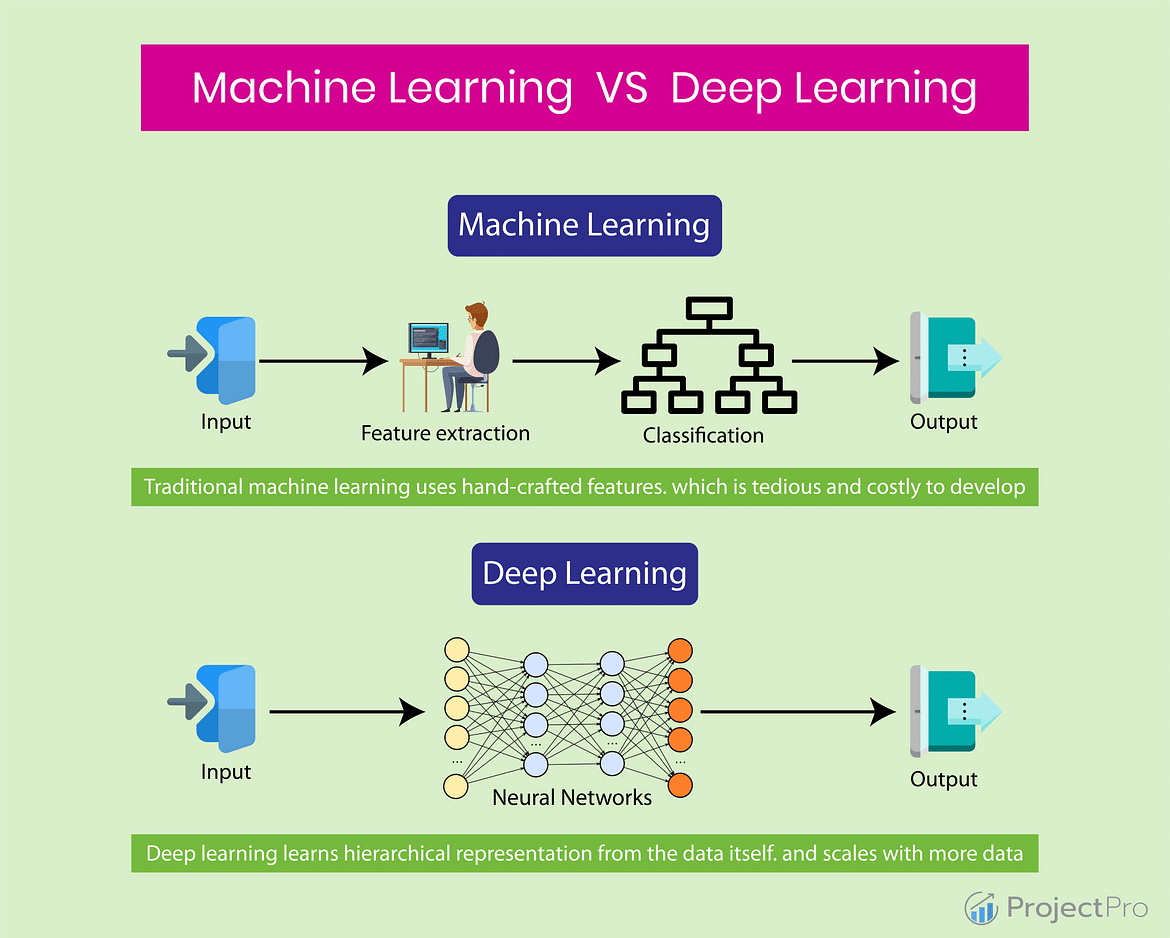 Machine Learning VS Deep Learning
Machine Learning
Input
Feature extraction
Classification
Output
Traditional machine learning uses hand-crafted features. which is tedious and costly to develop
Deep Learning
Input
...
...
...
...
Neural Networks
Output
Deep learning learns hierarchical representation from the data itself. and scales with more data
ProjectPro